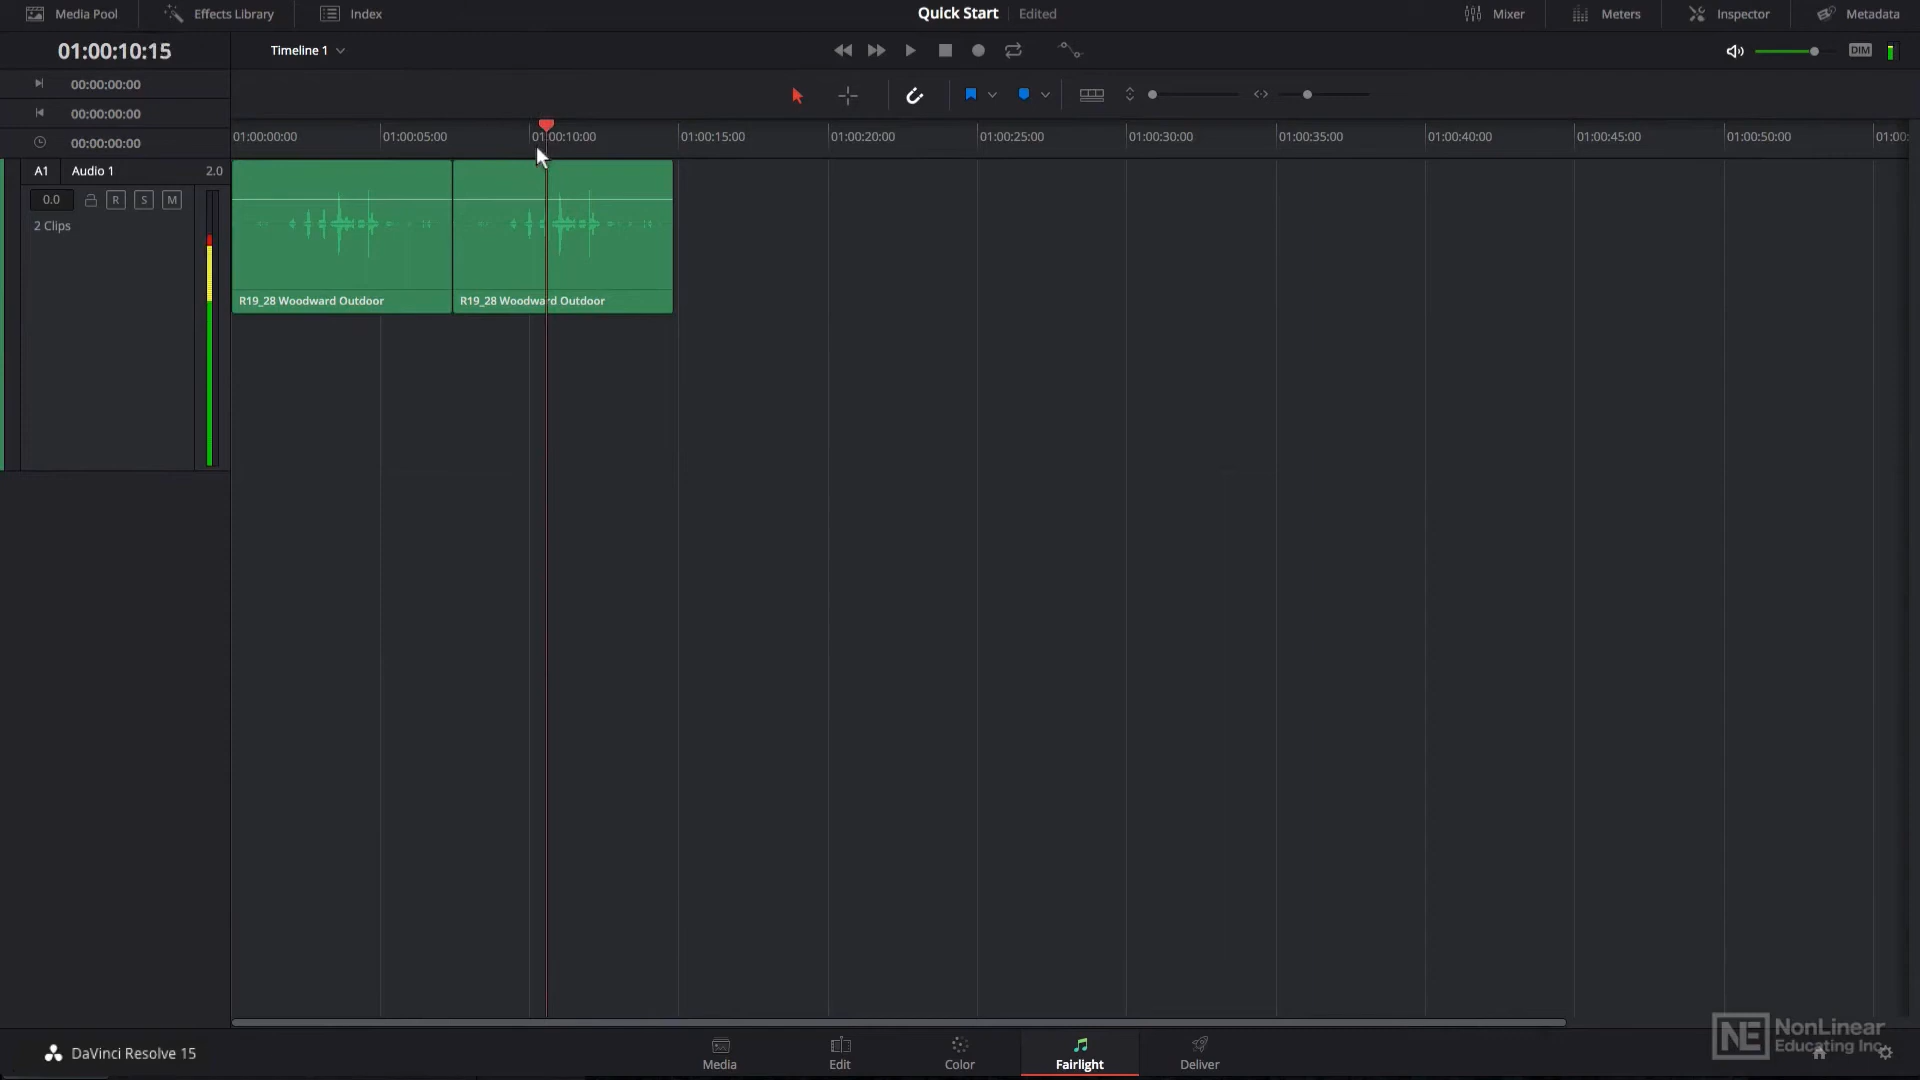 Media Pool
Effects Library
Index
Quick Start
Edited
Mixer
Meters
Inspector
Metadata
01:00:10:15
Timeline 1
DIM
00:00:00:00
00:00:00:00
00:00:00:00
01:00:00:00
01:00:05:00
01:00:10:00
01:00:15:00
01:00:20:00
01:00:25:00
01:00:30:00
01:00:35:00
01:00:40:00
01:00:45:00
01:00:50:00
01:00:
A1
Audio 1
2.0
0.0
R
S
M
2 Clips
R19_28 Woodward Outdoor
R19_28 Woodward Outdoor
DaVinci Resolve 15
Media
Edit
Color
Fairlight
Deliver
NE
NonLinear
Educating Inc.